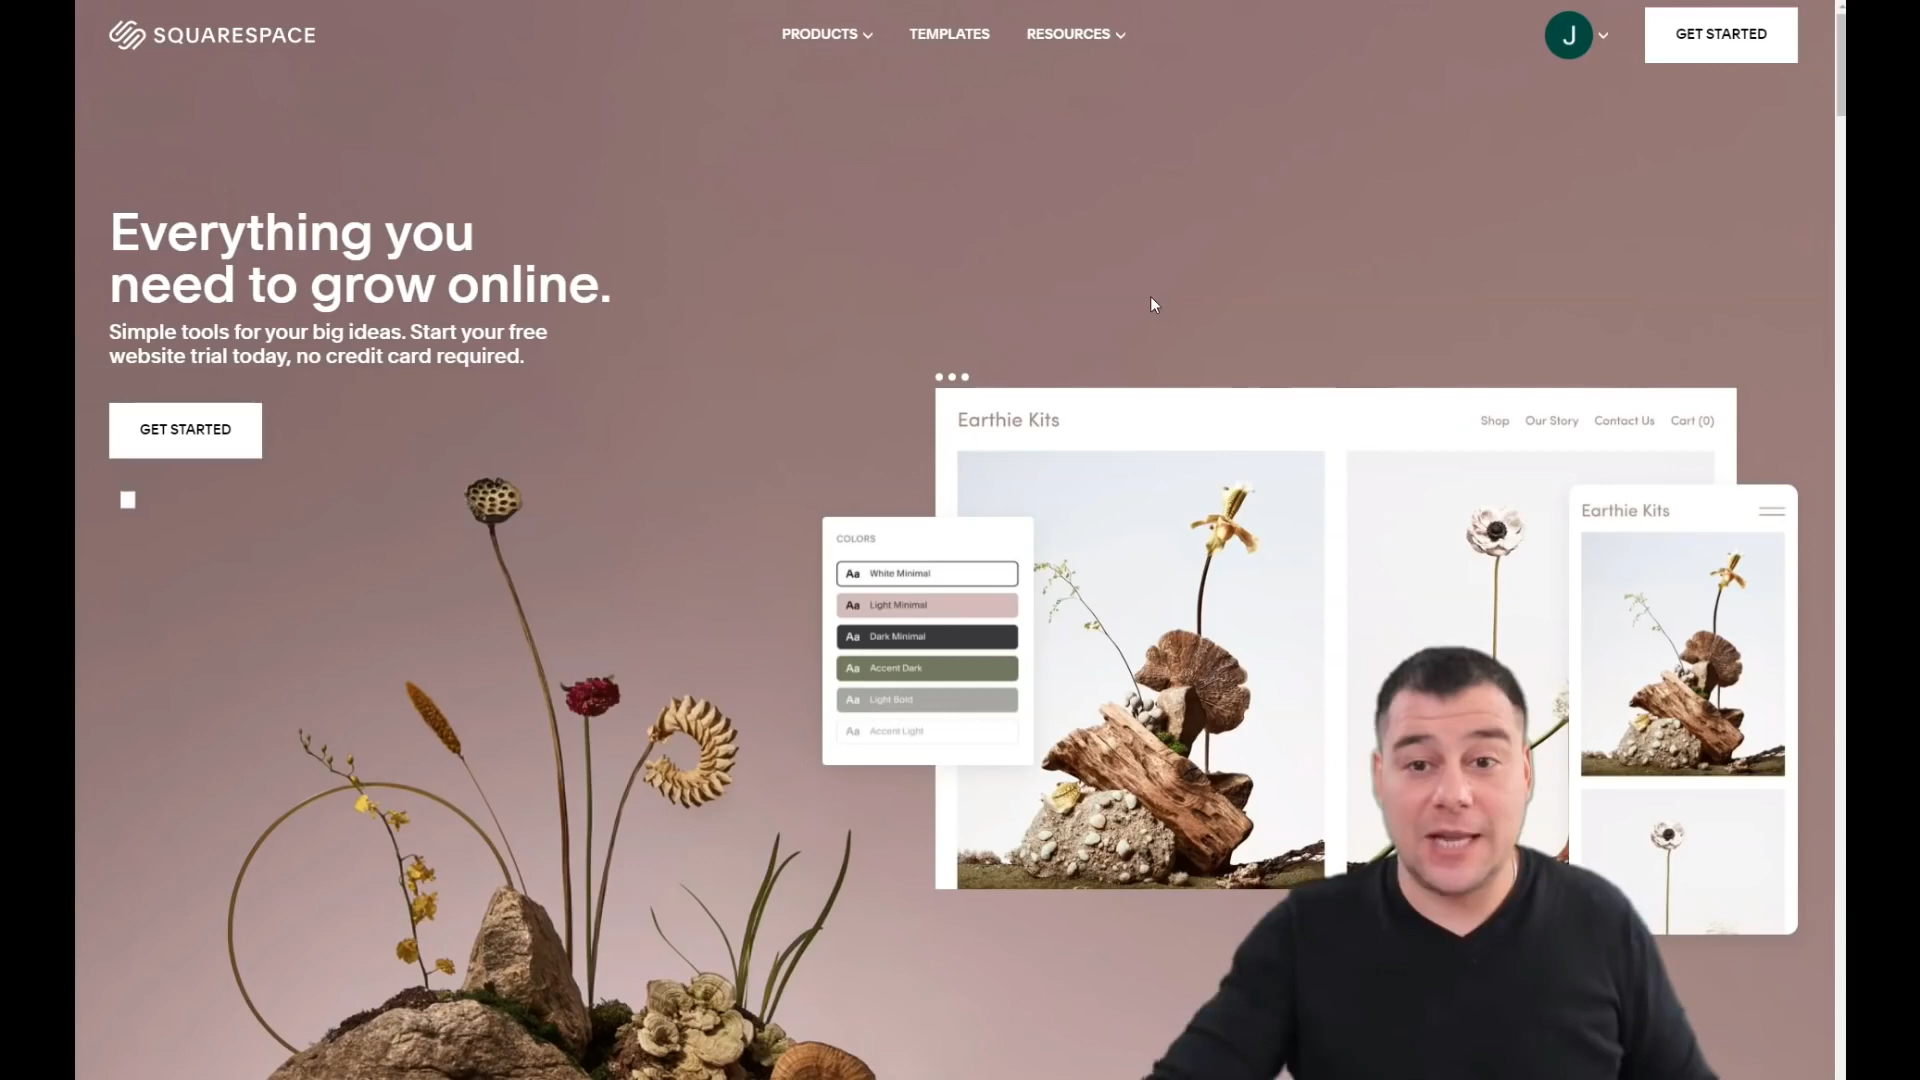 SQUARESPACE
PRODUCTS
TEMPLATES
RESOURCES
J
GET STARTED
Everything you
need to grow online.
Simple tools for your big ideas. Start your free
website trial today, no credit card required.
GET STARTED
Earthie Kits
Shop
Our Story
Contact Us
Cart (0)
COLORS
Aa White Minimal
Aa Light Minimal
Aa Dark Minimal
Aa Accent Dark
Aa Light Bold
Aa Accent Light
Earthie Kits